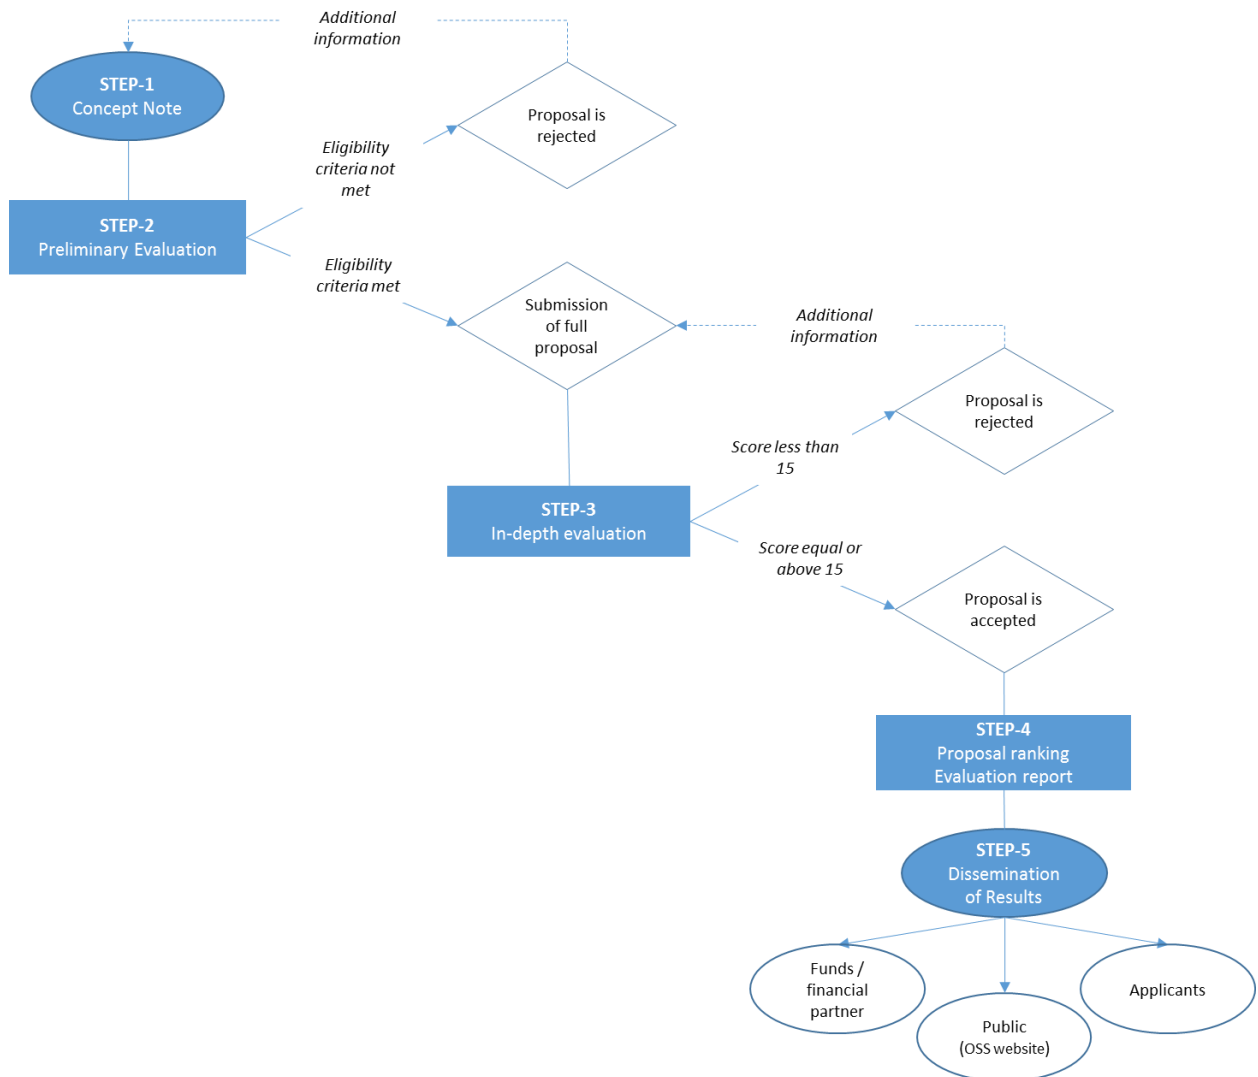 Additional
information
STEP-1
Concept Note
Proposal is
rejected
Eligibility
criteria not
met
STEP-2
Preliminary Evaluation
Eligibility
criteria met
Submission
of full
proposal
Additional
information
Proposal is
rejected
Score less than
15
STEP-3
In-depth evaluation
Score equal or
above 15
Proposal is
accepted
STEP-4
Proposal ranking
Evaluation report
STEP-5
Dissemination
of Results
Funds /
financial
partner
Public
(OSS website)
Applicants